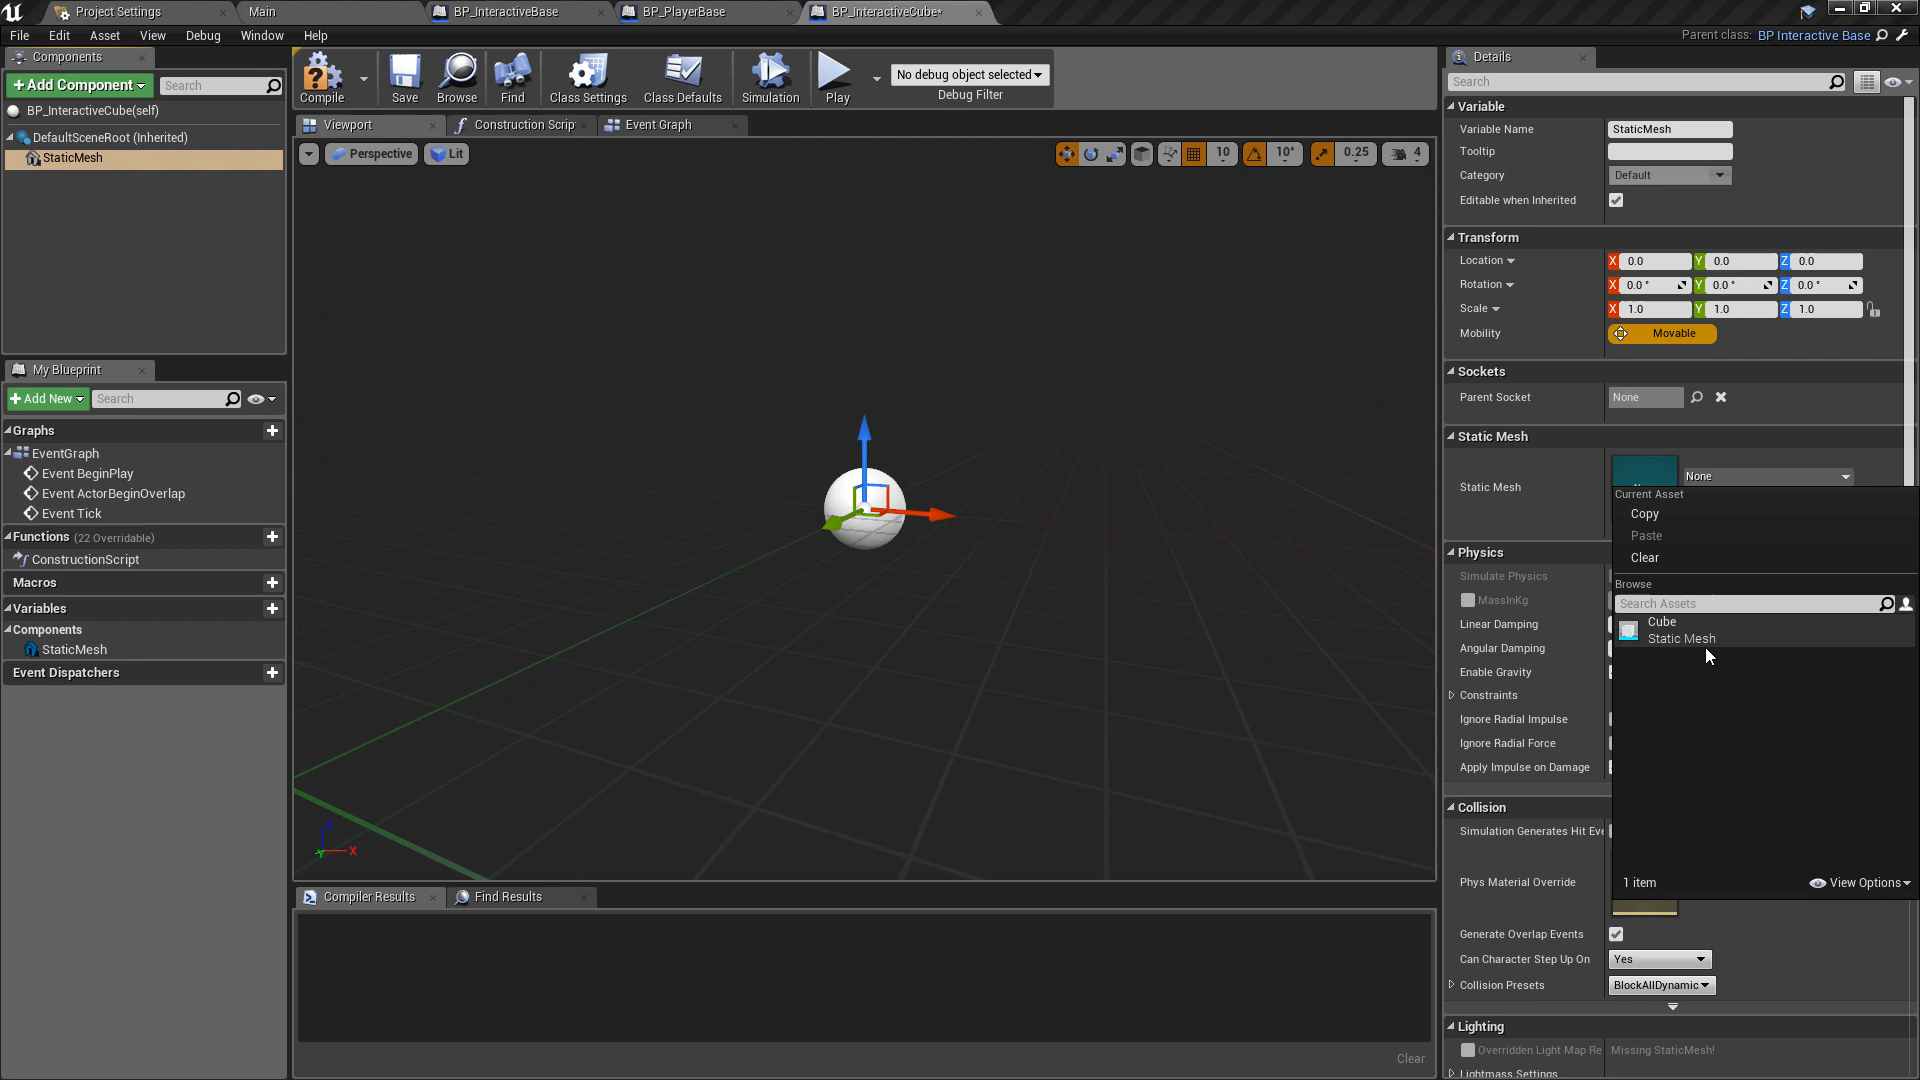 Project Settings
Main
BP_InteractiveBase
BP_PlayerBase
BP_InteractiveCube*
File Edit Asset View Debug Window Help
Parent class: BP Interactive Base
Components
+ Add Component
Search
BP_InteractiveCube(self)
DefaultSceneRoot (Inherited)
StaticMesh
My Blueprint
+ Add New
Search
Graphs
EventGraph
Event BeginPlay
Event ActorBeginOverlap
Event Tick
Functions (22 Overridable)
ConstructionScript
Macros
Variables
Components
StaticMesh
Event Dispatchers
Compile
Save
Browse
Find
Class Settings
Class Defaults
Simulation
Play
No debug object selected
Debug Filter
Viewport
Construction Scrip
Event Graph
Perspective
Lit
10
10°
0.25
4
Z
Y
X
Compiler Results
Find Results
Clear
Details
Search
Variable
Variable Name StaticMesh
Tooltip
Category Default
Editable when Inherited
Transform
Location X 0.0 Y 0.0 Z 0.0
Rotation X 0.0 ° Y 0.0 ° Z 0.0 °
Scale X 1.0 Y 1.0 Z 1.0
Mobility Movable
Sockets
Parent Socket None
Static Mesh
Static Mesh None
Current Asset
Copy
Paste
Clear
Browse
Search Assets
Cube
Static Mesh
1 item
View Options
Physics
Simulate Physics
MassInKg
Linear Damping
Angular Damping
Enable Gravity
Constraints
Ignore Radial Impulse
Ignore Radial Force
Apply Impulse on Damage
Collision
Simulation Generates Hit Eve
Phys Material Override
Generate Overlap Events
Can Character Step Up On Yes
Collision Presets BlockAllDynamic
Lighting
Overridden Light Map Re Missing StaticMesh!
Lightmass Settings